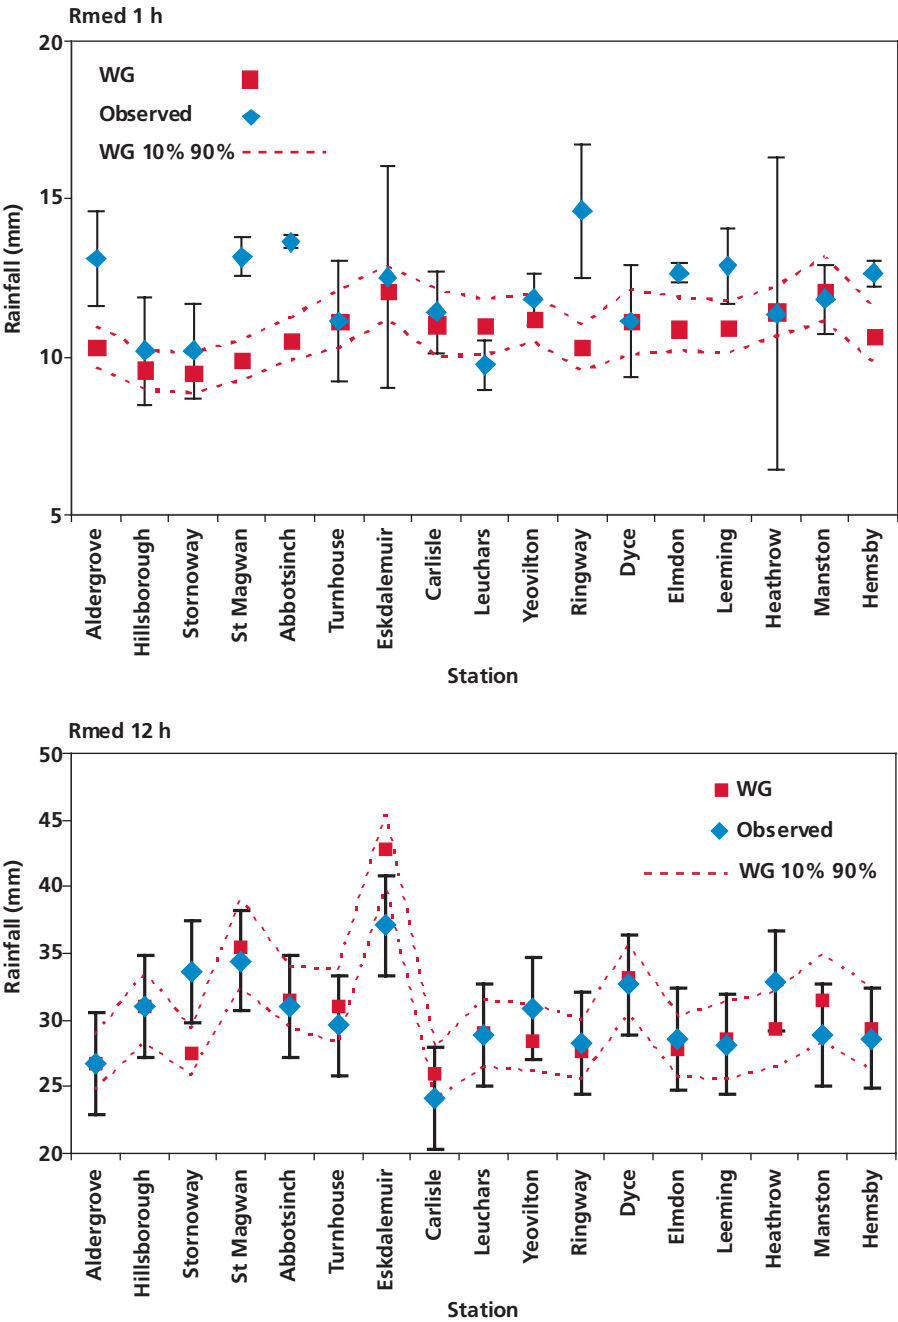 Rmed 1 h
20
15
10
5
Rainfall (mm)
WG
Observed
WG 10% 90%
Aldergrove
Hillsborough
Stornoway
St Magwan
Abbotsinch
Turnhouse
Eskdalemuir
Carlisle
Leuchars
Yeovilton
Ringway
Dyce
Elmdon
Leeming
Heathrow
Manston
Hemsby
Station
Rmed 12 h
50
45
40
35
30
25
20
Rainfall (mm)
WG
Observed
WG 10% 90%
Aldergrove
Hillsborough
Stornoway
St Magwan
Abbotsinch
Turnhouse
Eskdalemuir
Carlisle
Leuchars
Yeovilton
Ringway
Dyce
Elmdon
Leeming
Heathrow
Manston
Hemsby
Station